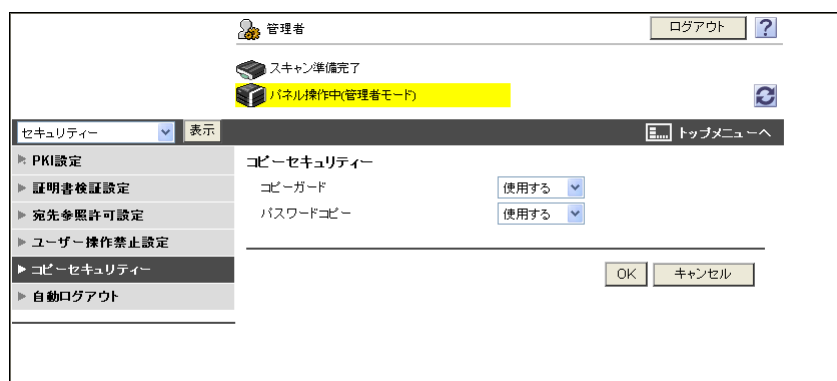 管理者
ログアウト
?
スキャン準備完了
パネル操作中(管理者モード)
セキュリティー
表示
トップメニューへ
PKI設定
証明書検証設定
宛先参照許可設定
ユーザー操作禁止設定
コピーセキュリティー
自動ログアウト
コピーセキュリティー
コピーガード 使用する
パスワードコピー 使用する
OK キャンセル